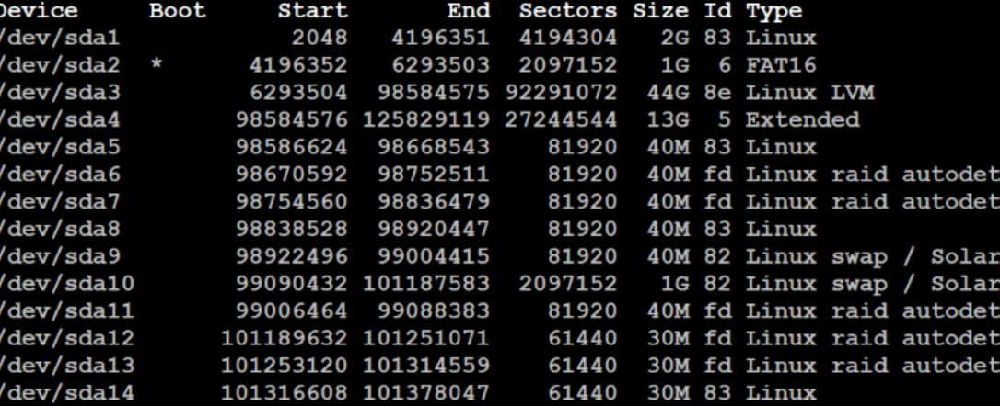 Device Boot Start End Sectors Size Id Type
/dev/sda1 2048 4196351 4194304 2G 83 Linux
/dev/sda2 * 4196352 6293503 2097152 1G 6 FAT16
/dev/sda3 6293504 98584575 92291072 44G 8e Linux LVM
/dev/sda4 98584576 125829119 27244544 13G 5 Extended
/dev/sda5 98586624 98668543 81920 40M 83 Linux
/dev/sda6 98670592 98752511 81920 40M fd Linux raid autodet
/dev/sda7 98754560 98836479 81920 40M fd Linux raid autodet
/dev/sda8 98838528 98920447 81920 40M 83 Linux
/dev/sda9 98922496 99004415 81920 40M 82 Linux swap / Solar
/dev/sda10 99090432 101187583 2097152 1G 82 Linux swap / Solar
/dev/sda11 99006464 99088383 81920 40M fd Linux raid autodet
/dev/sda12 101189632 101251071 61440 30M fd Linux raid autodet
/dev/sda13 101253120 101314559 61440 30M fd Linux raid autodet
/dev/sda14 101316608 101378047 61440 30M 83 Linux